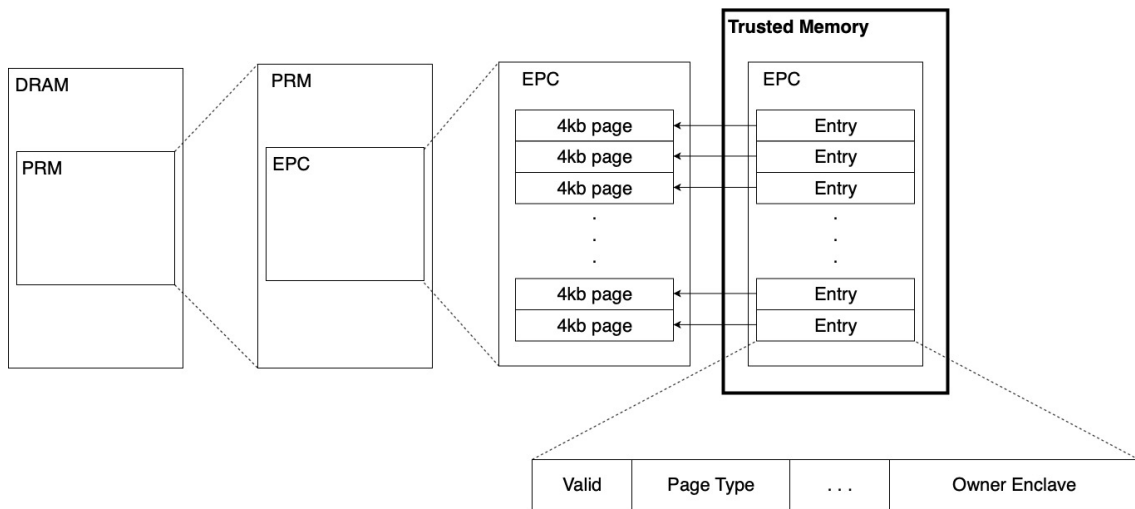 Trusted Memory
DRAM
PRM
PRM
EPC
EPC
4kb page
4kb page
4kb page
.
.
.
4kb page
4kb page
EPC
Entry
Entry
Entry
.
.
.
Entry
Entry
Valid Page Type . . . Owner Enclave